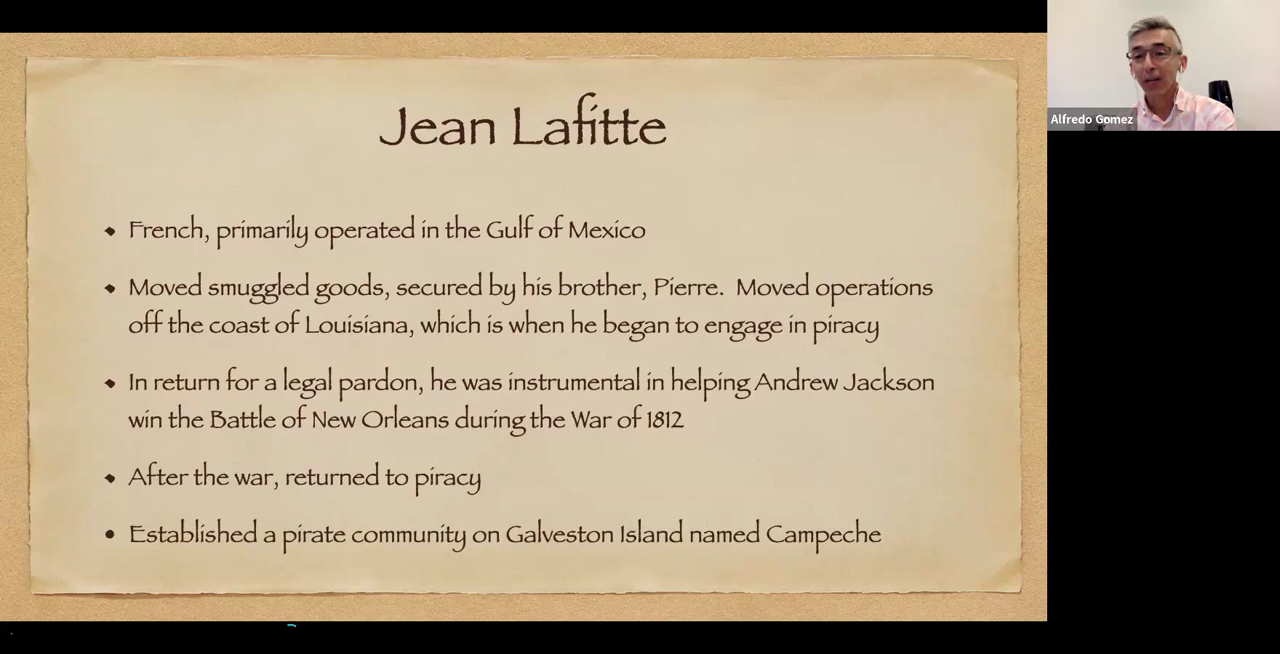 Jean Lafitte
French, primarily operated in the Gulf of Mexico
Moved smuggled goods, secured by his brother, Pierre. Moved operations
off the coast of Louisiana, which is when he began to engage in piracy
In return for a legal pardon, he was instrumental in helping Andrew Jackson
win the Battle of New Orleans during the War of 1812
After the war, returned to piracy
Established a pirate community on Galveston Island named Campeche
Alfredo Gomez